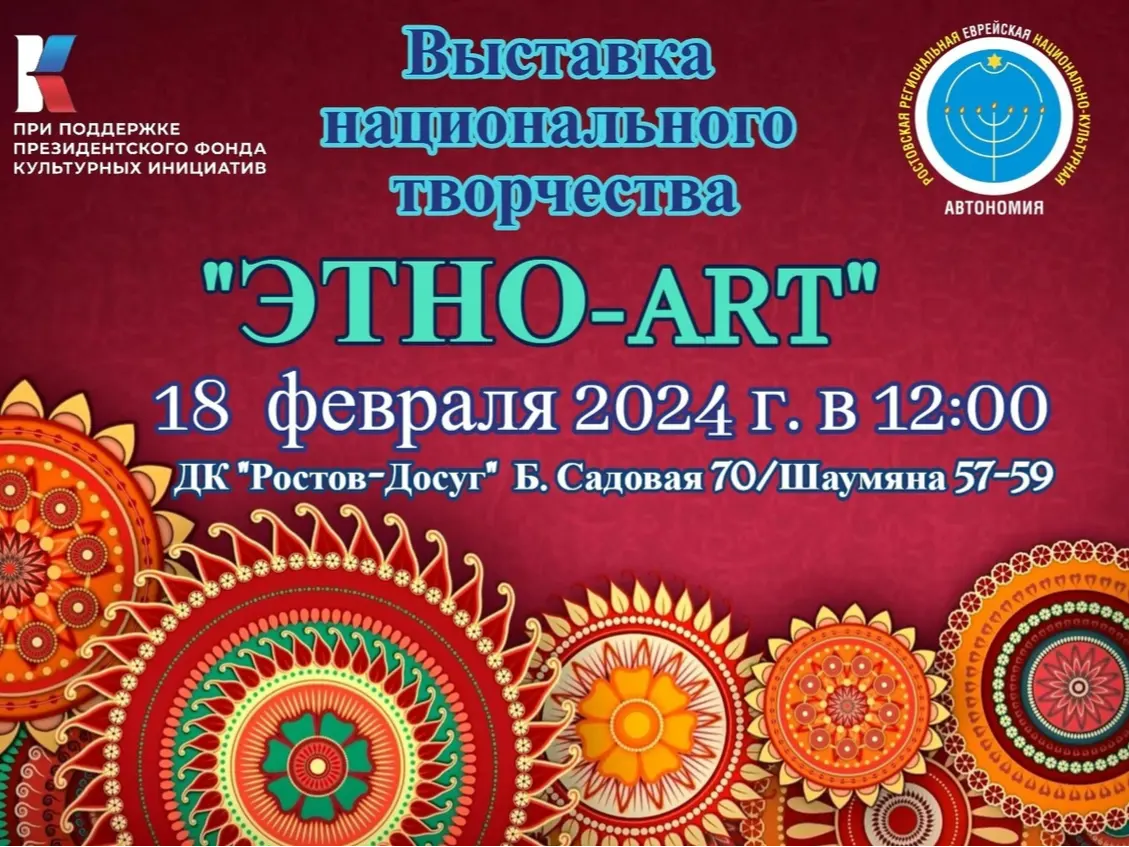 ПРИ ПОДДЕРЖКЕ
ПРЕЗИДЕНТСКОГО ФОНДА
КУЛЬТУРНЫХ ИНИЦИАТИВ
Выставка
национального
творчества
РОСТОВСКАЯ РЕГИОНАЛЬНАЯ ЕВРЕЙСКАЯ НАЦИОНАЛЬНО-КУЛЬТУРНАЯ
АВТОНОМИЯ
"ЭТНО-ART"
18 февраля 2024 г. в 12:00
ДК "Ростов-Досуг" Б. Садовая 70/Шаумяна 57-59